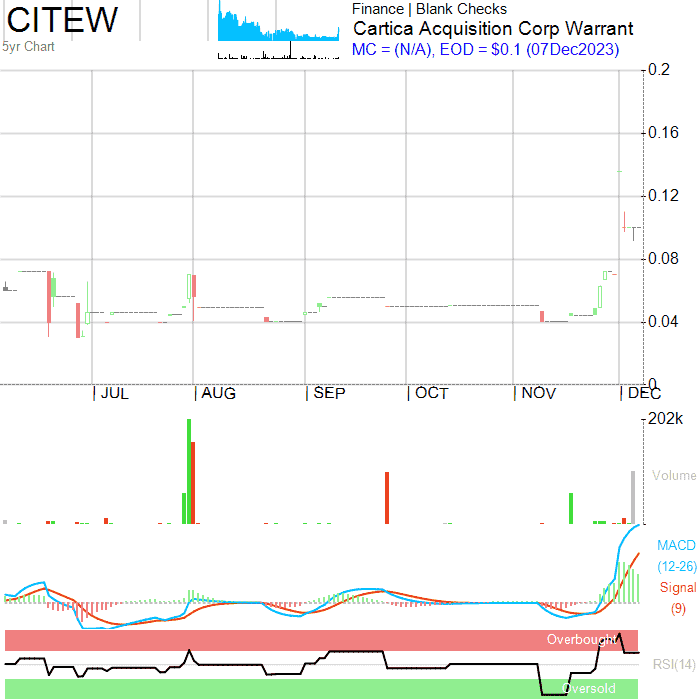 CITEW
5yr Chart
Finance | Blank Checks
Cartica Acquisition Corp Warrant
MC = (N/A), EOD = $0.1 (07Dec2023)
0.2
0.16
0.12
0.08
0.04
0
JUL
AUG
SEP
OCT
NOV
DEC
202k
Volume
MACD
(12-26)
Signal
(9)
Overbought
RSI(14)
Oversold